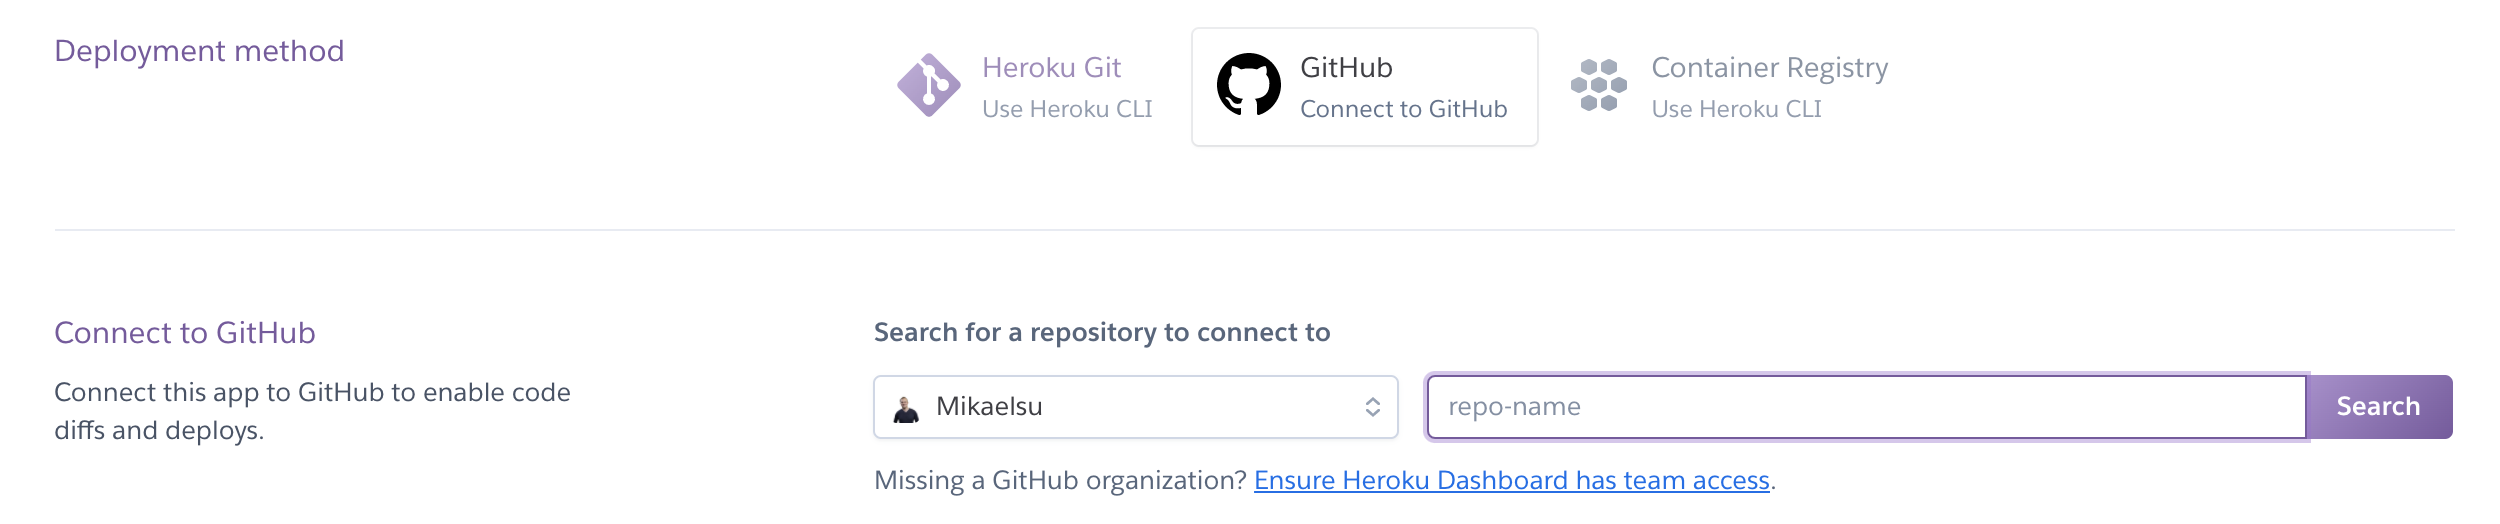 Deployment method
Heroku Git
Use Heroku CLI
GitHub
Connect to GitHub
Container Registry
Use Heroku CLI
Connect to GitHub
Connect this app to GitHub to enable code
diffs and deploys.
Search for a repository to connect to
Mikaelsu
repo-name
Search
Missing a GitHub organization? Ensure Heroku Dashboard has team access.